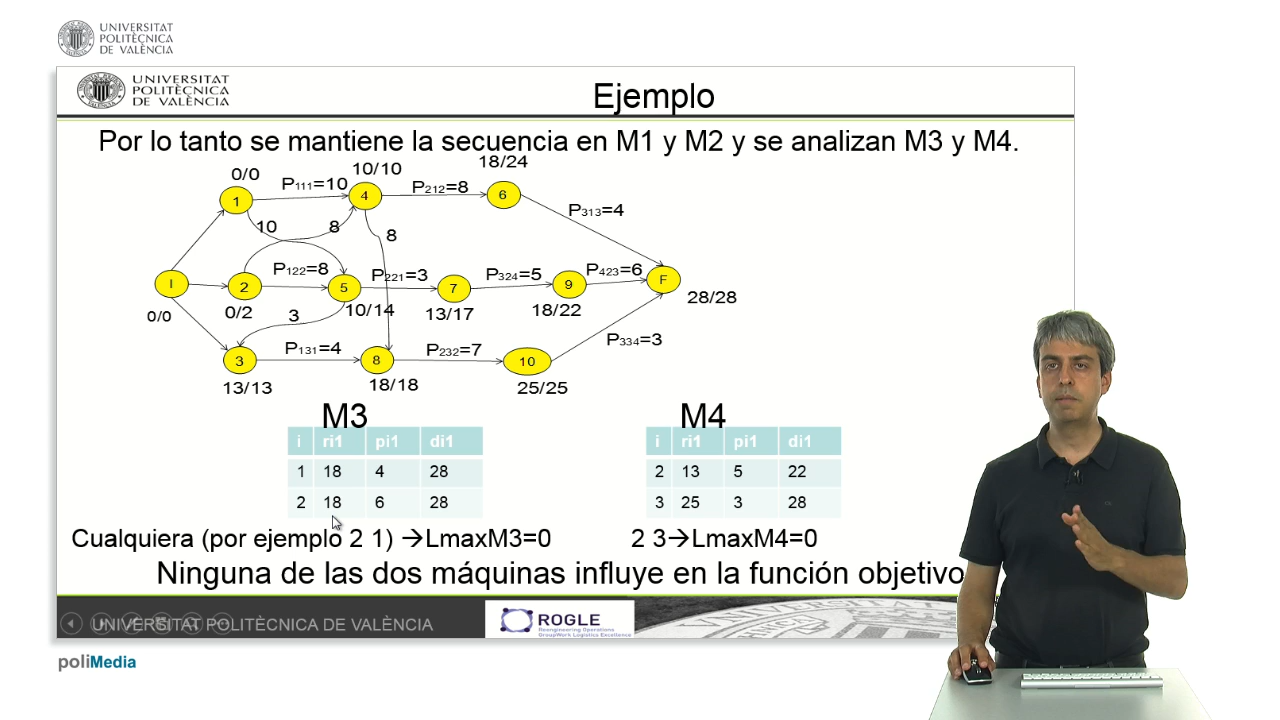 UNIVERSITAT
POLITÈCNICA
DE VALÈNCIA
UNIVERSITAT
POLITÈCNICA
DE VALÈNCIA
Ejemplo
Por lo tanto se mantiene la secuencia en M1 y M2 y se analizan M3 y M4.
0/0
10/10
18/24
P111=10
P212=8
1
4
6
P313=4
10
8
8
P122=8
P221=3
P324=5
P423=6
I
2
5
7
9
F
0/0
0/2
10/14
13/17
18/22
28/28
3
P131=4
P232=7
P334=3
3
8
10
13/13
18/18
25/25
M3
M4
i ri1 pi1 di1
1 18 4 28
2 18 6 28
i ri1 pi1 di1
2 13 5 22
3 25 3 28
Cualquiera (por ejemplo 2 1) →LmaxM3=0
2 3→LmaxM4=0
Ninguna de las dos máquinas influye en la función objetivo
UNIVERSITAT POLITÈCNICA DE VALÈNCIA
ROGLE
Reengineering Operations
GroupWork Logistics Excellence
poliMedia